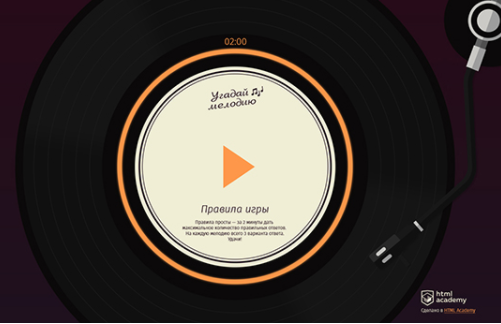 02:00
Угадай
мелодию
Правила игры
Правила просты — за 2 минуты дать
максимальное количество правильных ответов.
На каждую мелодию всего 3 варианта ответа.
Удачи!
html
academy
Сделано в HTML Academy